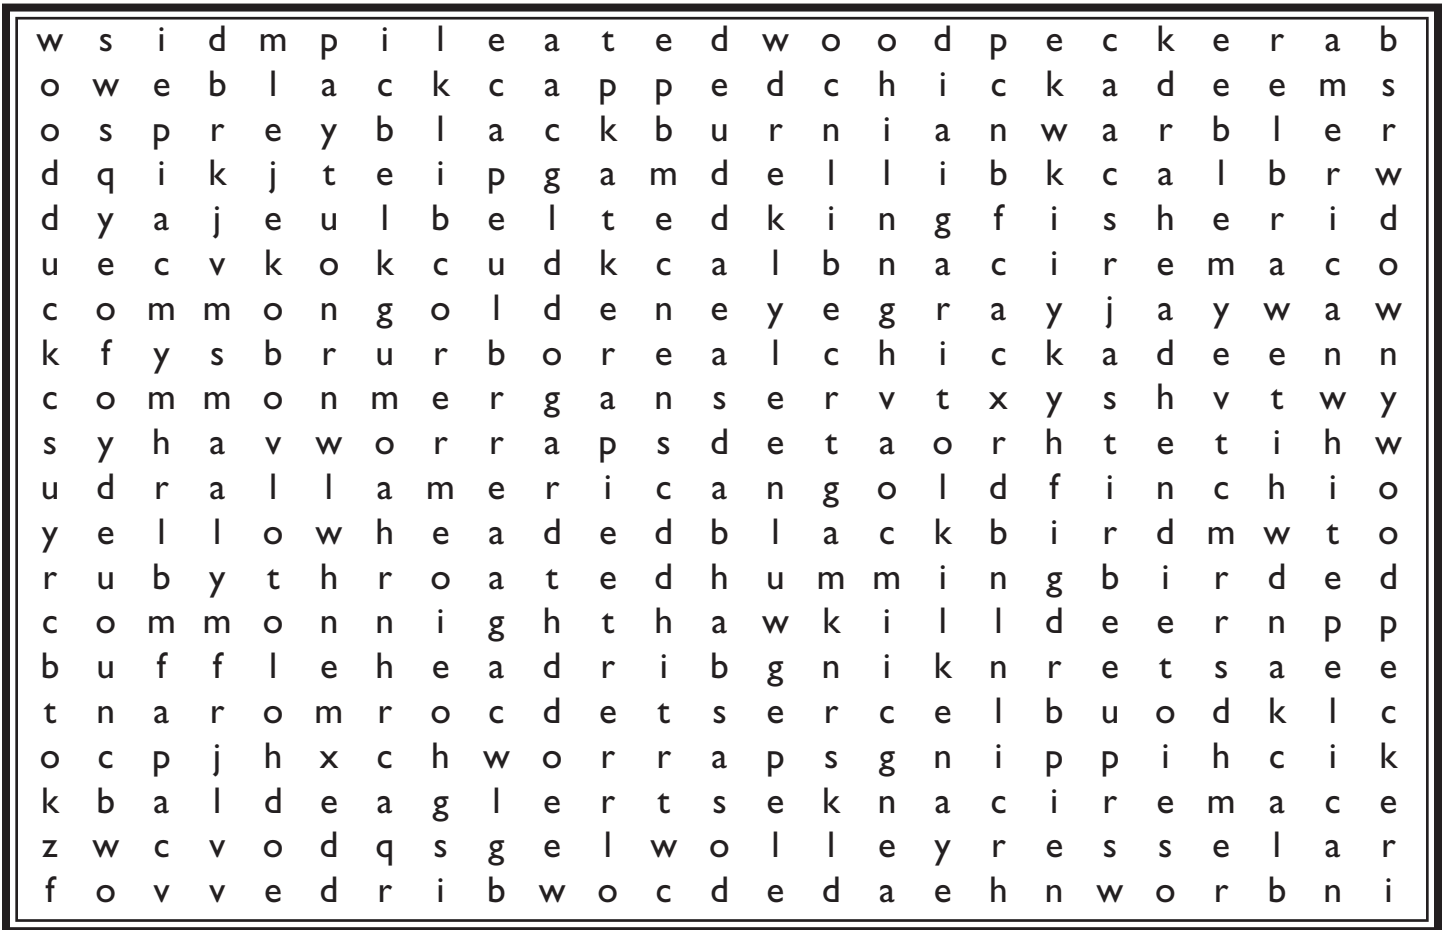 w s i d m p i l e a t e d w o o d p e c k e r a b
o w e b l a c k c a p p e d c h i c k a d e e m s
o s p r e y b l a c k b u r n i a n w a r b l e r
d q i k j t e i p g a m d e l l i b k c a l b r w
d y a j e u l b e l t e d k i n g f i s h e r i d
u e c v k o k c u d k c a l b n a c i r e m a c o
c o m m o n g o l d e n e y e g r a y j a y w a w
k f y s b r u r b o r e a l c h i c k a d e e n n
c o m m o n m e r g a n s e r v t x y s h v t w y
s y h a v w o r r a p s d e t a o r h t e t i h w
u d r a l l a m e r i c a n g o l d f i n c h i o
y e l l o w h e a d e d b l a c k b i r d m w t o
r u b y t h r o a t e d h u m m i n g b i r d e d
c o m m o n n i g h t h a w k i l l d e e r n p p
b u f f l e h e a d r i b g n i k n r e t s a e e
t n a r o m r o c d e t s e r c e l b u o d k l c
o c p j h x c h w o r r a p s g n i p p i h c i k
k b a l d e a g l e r t s e k n a c i r e m a c e
z w c v o d q s g e l w o l l e y r e s s e l a r
f o v v e d r i b w o c d e d a e h n w o r b n i